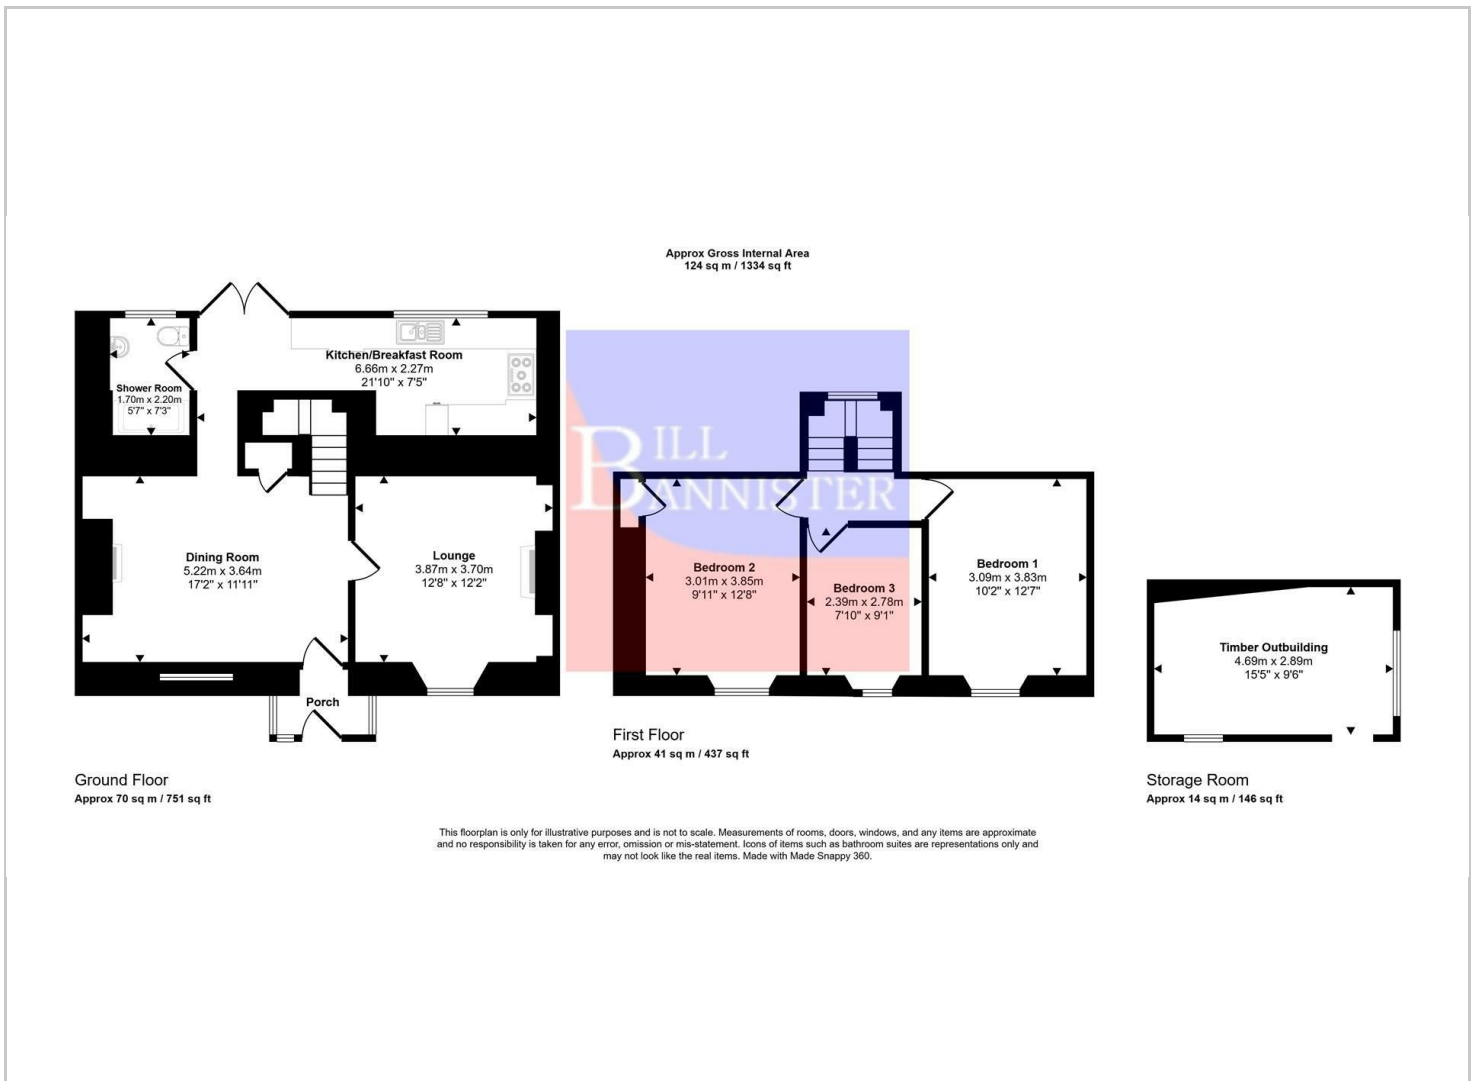 Approx Gross Internal Area
124 sq m / 1334 sq ft
Kitchen/Breakfast Room
6.66m x 2.27m
21'10" x 7'5"
Shower Room
1.70m x 2.20m
5'7" x 7'3"
Dining Room
5.22m x 3.64m
17'2" x 11'11"
Lounge
3.87m x 3.70m
12'8" x 12'2"
Porch
Ground Floor
Approx 70 sq m / 751 sq ft
BILL
BANNISTER
Bedroom 2
3.01m x 3.85m
9'11" x 12'8"
Bedroom 3
2.39m x 2.78m
7'10" x 9'1"
Bedroom 1
3.09m x 3.83m
10'2" x 12'7"
First Floor
Approx 41 sq m / 437 sq ft
Timber Outbuilding
4.69m x 2.89m
15'5" x 9'6"
Storage Room
Approx 14 sq m / 146 sq ft
This floorplan is only for illustrative purposes and is not to scale. Measurements of rooms, doors, windows, and any items are approximate
and no responsibility is taken for any error, omission or mis-statement. Icons of items such as bathroom suites are representations only and
may not look like the real items. Made with Made Snappy 360.